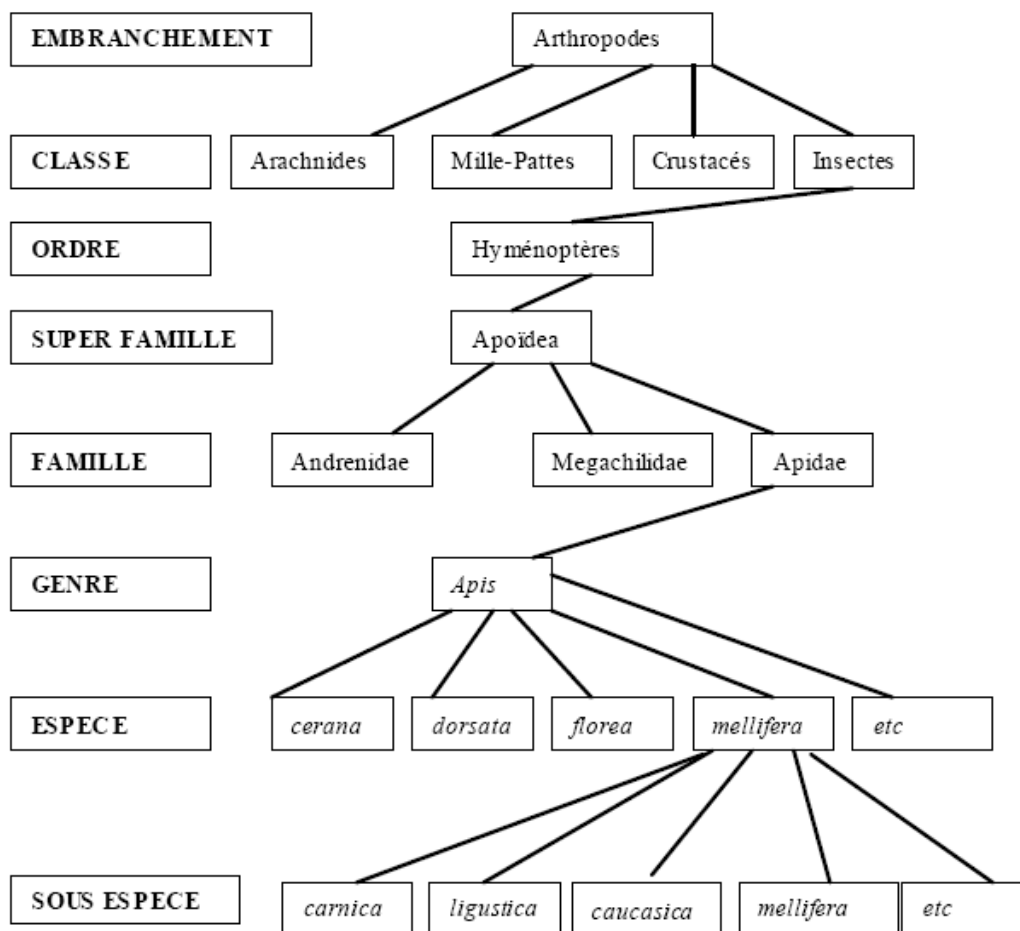 EMBRANCHEMENT
Arthropodes
CLASSE
Arachnides
Mille-Pattes
Crustacés
Insectes
ORDRE
Hyménoptères
SUPER FAMILLE
Apoïdea
FAMILLE
Andrenidae
Megachilidae
Apidae
GENRE
Apis
ESPECE
cerana
dorsata
florea
mellifera
etc
SOUS ESPECE
carnica
ligustica
caucasica
mellifera
etc